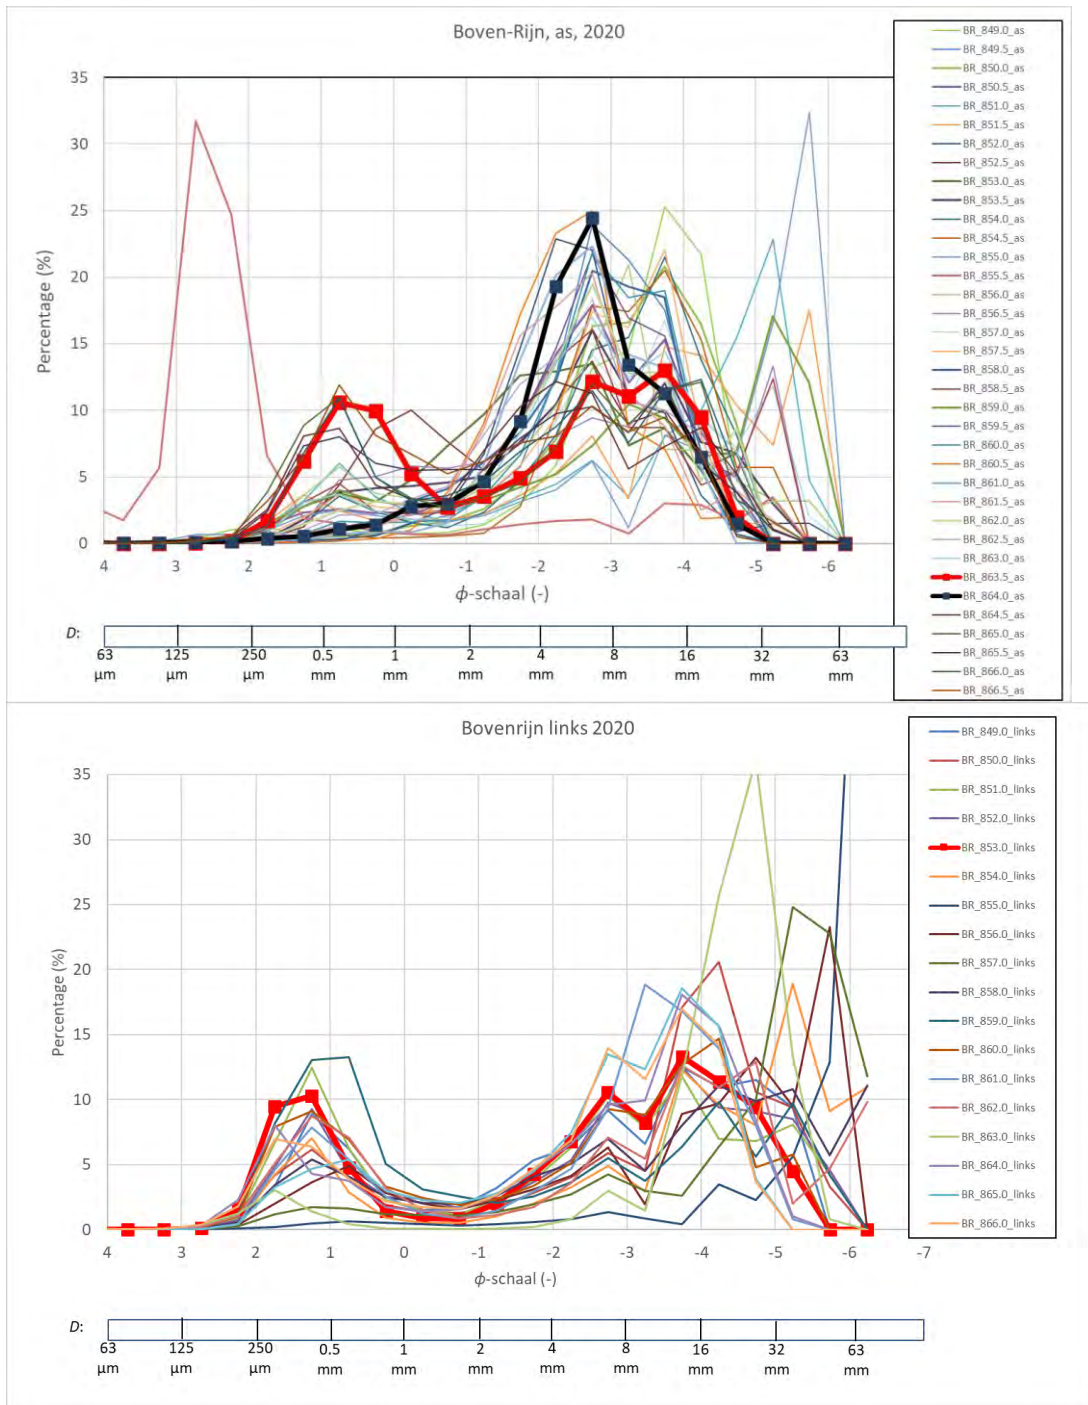 Boven-Rijn, as, 2020
35
30
25
20
15
10
5
0
Percentage (%)
4 3 2 1 0 -1 -2 -3 -4 -5 -6
ϕ-schaal (-)
D:
63 125 250 0.5 1 2 4 8 16 32 63
µm µm µm mm mm mm mm mm mm mm mm
BR_849.0_as
BR_849.5_as
BR_850.0_as
BR_850.5_as
BR_851.0_as
BR_851.5_as
BR_852.0_as
BR_852.5_as
BR_853.0_as
BR_853.5_as
BR_854.0_as
BR_854.5_as
BR_855.0_as
BR_855.5_as
BR_856.0_as
BR_856.5_as
BR_857.0_as
BR_857.5_as
BR_858.0_as
BR_858.5_as
BR_859.0_as
BR_859.5_as
BR_860.0_as
BR_860.5_as
BR_861.0_as
BR_861.5_as
BR_862.0_as
BR_862.5_as
BR_863.0_as
BR_863.5_as
BR_864.0_as
BR_864.5_as
BR_865.0_as
BR_865.5_as
BR_866.0_as
BR_866.5_as
Bovenrijn links 2020
35
30
25
20
15
10
5
0
Percentage (%)
4 3 2 1 0 -1 -2 -3 -4 -5 -6 -7
ϕ-schaal (-)
D:
63 125 250 0.5 1 2 4 8 16 32 63
µm µm µm mm mm mm mm mm mm mm mm
BR_849.0_links
BR_850.0_links
BR_851.0_links
BR_852.0_links
BR_853.0_links
BR_854.0_links
BR_855.0_links
BR_856.0_links
BR_857.0_links
BR_858.0_links
BR_859.0_links
BR_860.0_links
BR_861.0_links
BR_862.0_links
BR_863.0_links
BR_864.0_links
BR_865.0_links
BR_866.0_links